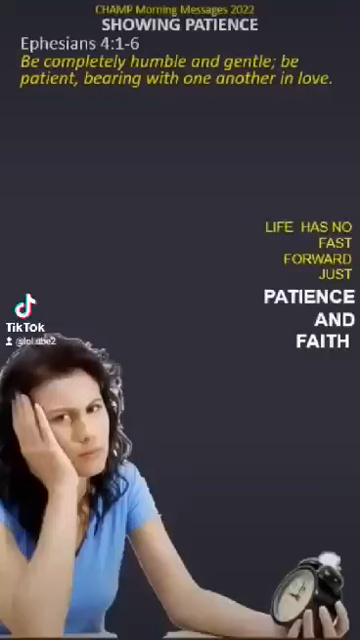 CHAMP Morning Messages 2022
SHOWING PATIENCE
Ephesians 4:1-6
Be completely humble and gentle; be
patient, bearing with one another in love.
LIFE HAS NO
FAST
FORWARD
JUST
PATIENCE
AND
FAITH
TikTok